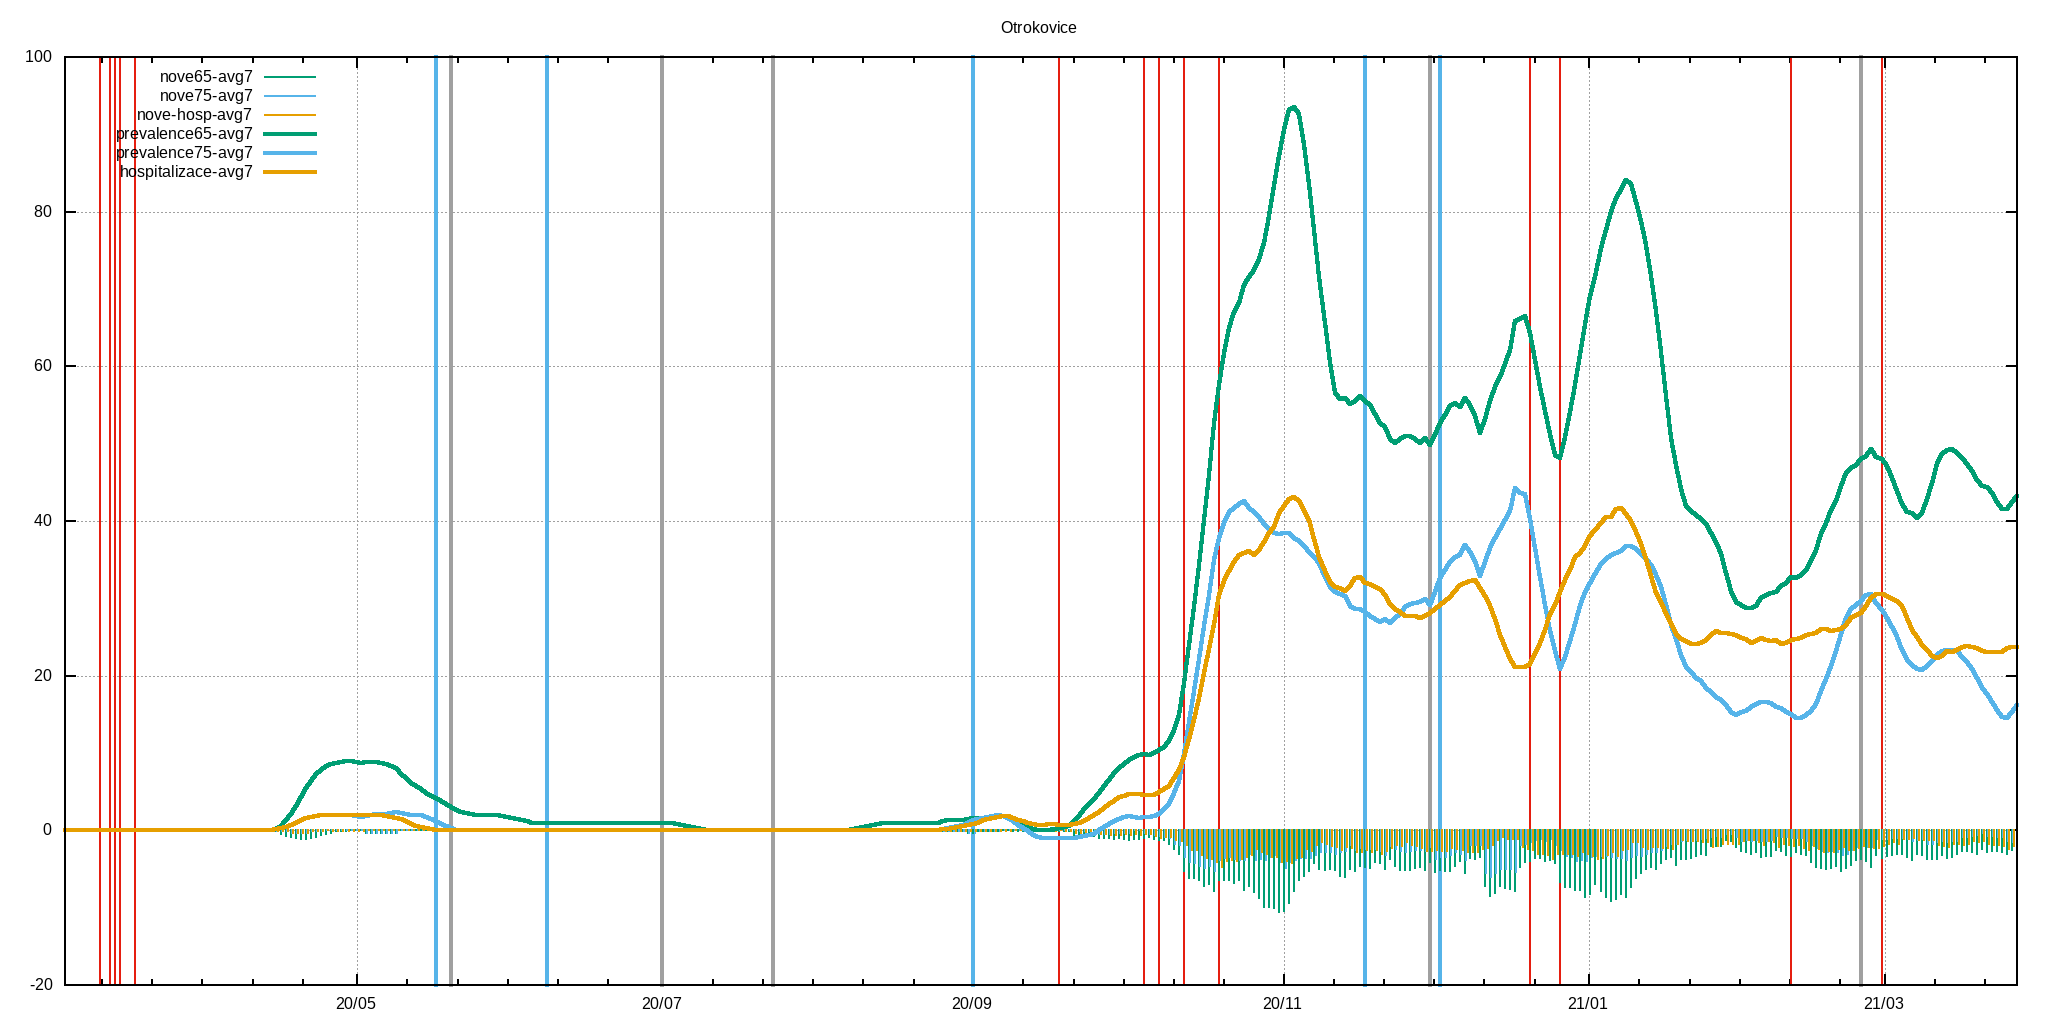 Otrokovice
100
80
60
40
20
0
-20
nove65-avg7
nove75-avg7
nove-hosp-avg7
prevalence65-avg7
prevalence75-avg7
hospitalizace-avg7
20/05
20/07
20/09
20/11
21/01
21/03